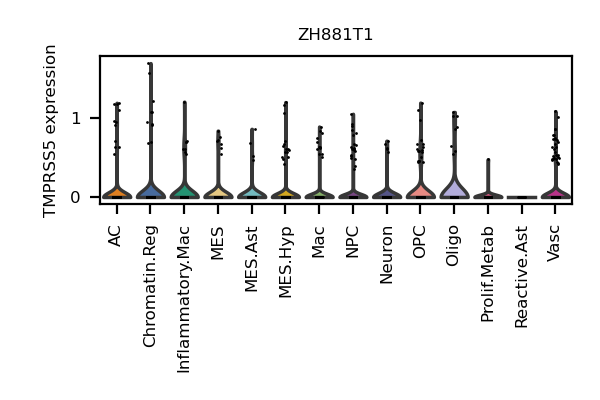 ZH881T1
TMPRSS5 expression
1
0
AC
Chromatin.Reg
Inflammatory.Mac
MES
MES.Ast
MES.Hyp
Mac
NPC
Neuron
OPC
Oligo
Prolif.Metab
Reactive.Ast
Vasc